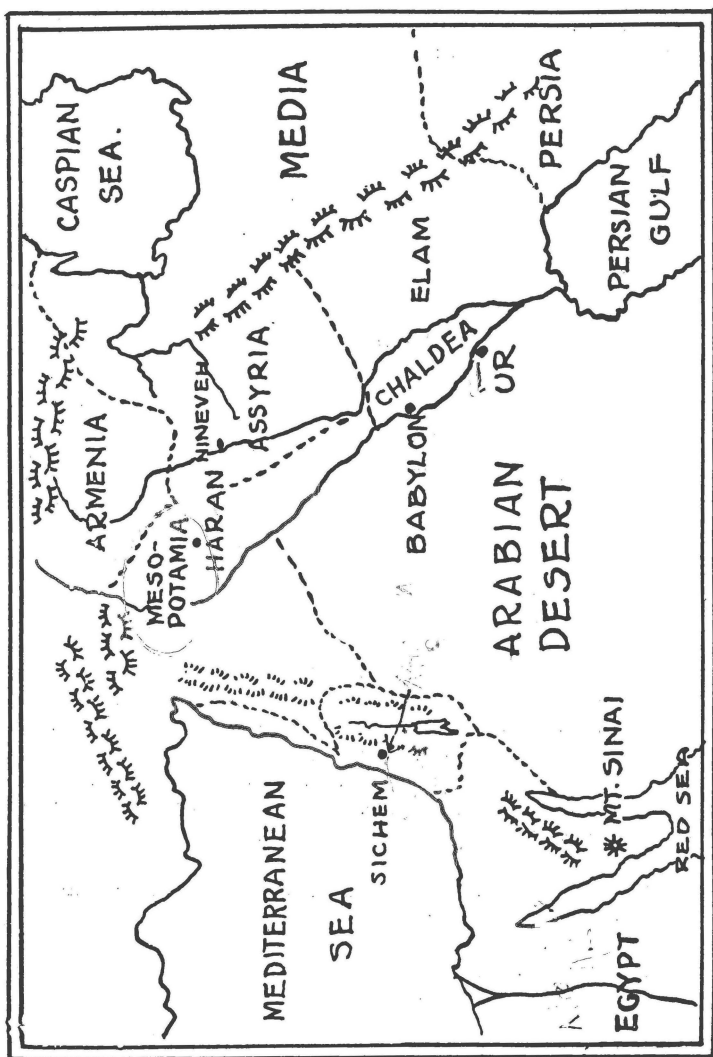 CASPIAN
SEA.
ARMENIA
MEDIA
MESO-
POTAMIA
HARAN
NINEVEH
ASSYRIA
ELAM
PERSIA
MEDITERRANEAN
SEA
SICHEM
BABYLON
CHALDEA
UR
PERSIAN
GULF
ARABIAN
DESERT
MT. SINAI
RED SEA
EGYPT